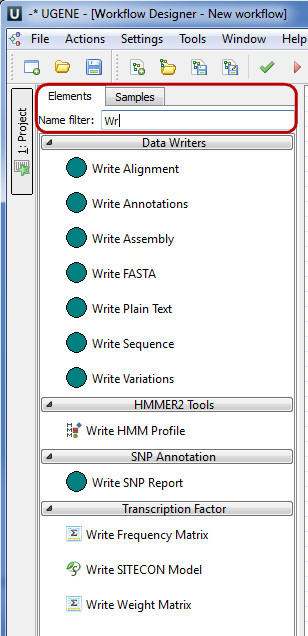 -* UGENE - [Workflow Designer - New workflow]
File Actions Settings Tools Window Help
1: Project
Elements Samples
Name filter: Wr
Data Writers
Write Alignment
Write Annotations
Write Assembly
Write FASTA
Write Plain Text
Write Sequence
Write Variations
HMMER2 Tools
Write HMM Profile
SNP Annotation
Write SNP Report
Transcription Factor
Σ Write Frequency Matrix
Write SITECON Model
Σ Write Weight Matrix